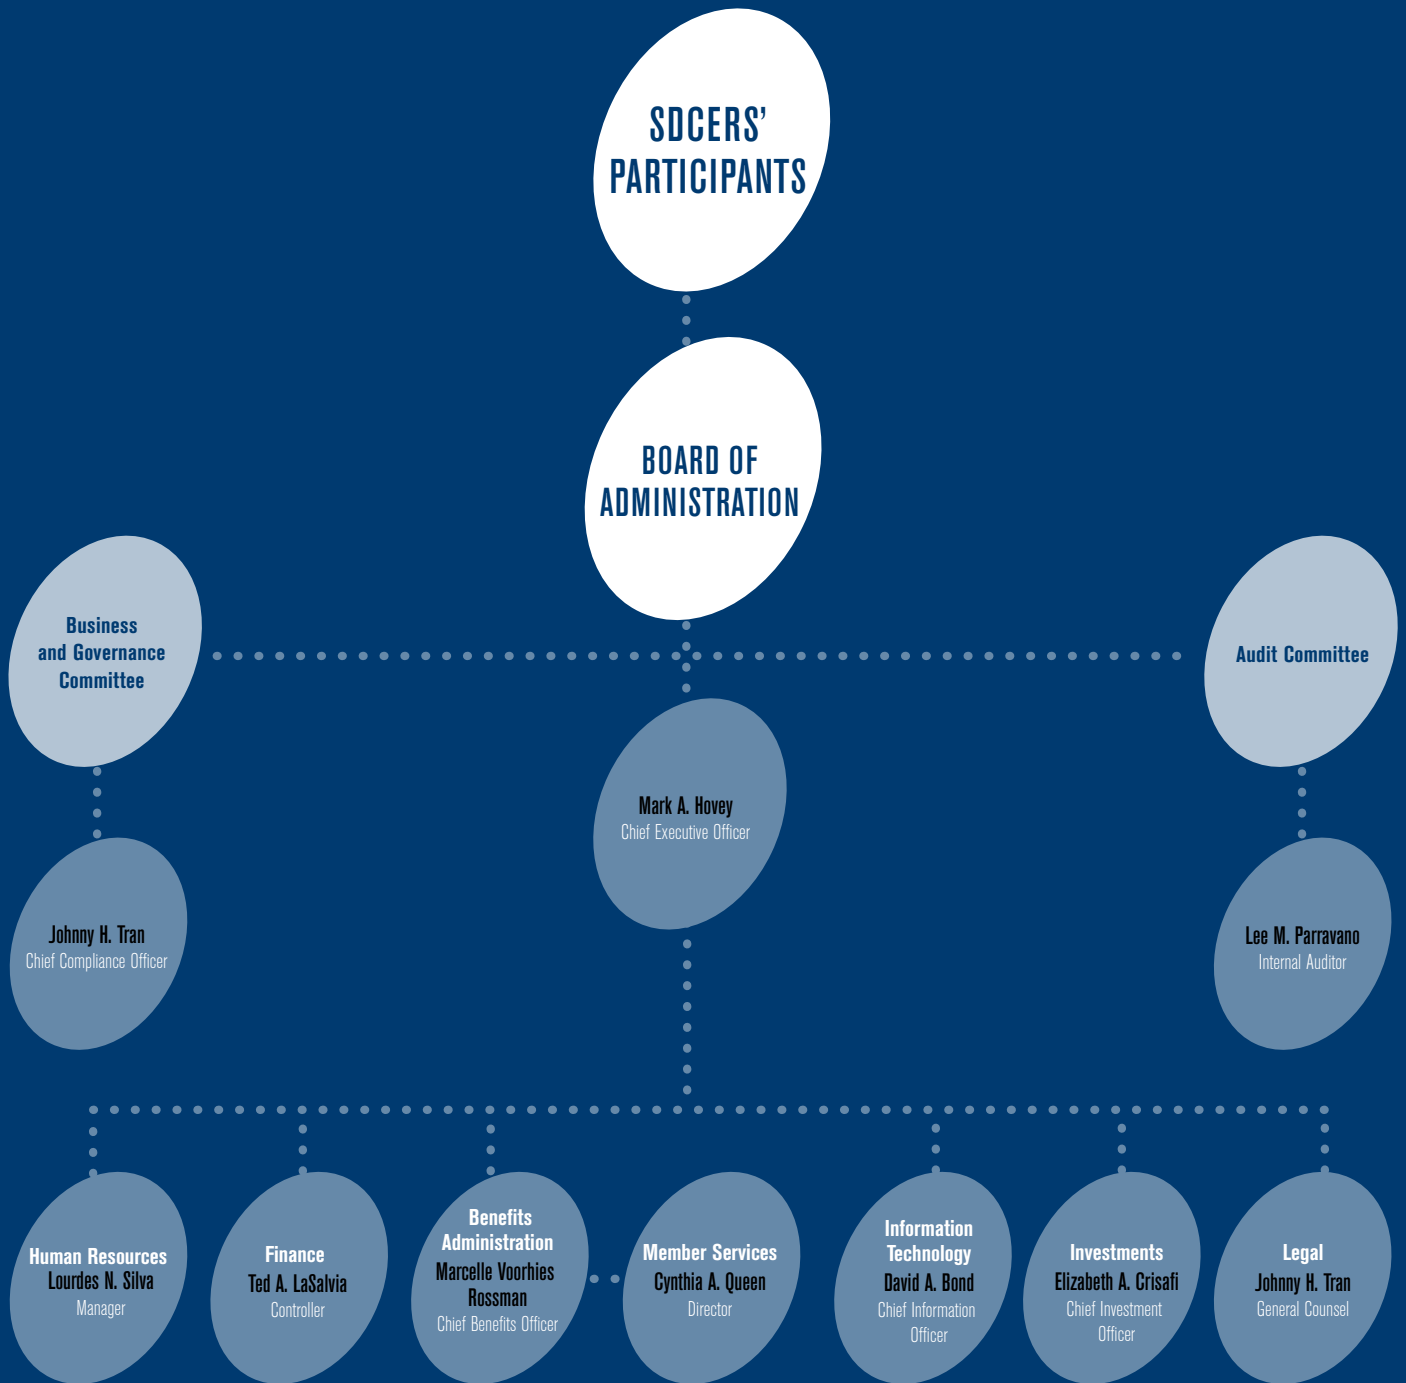 SDCERS’
PARTICIPANTS
BOARD OF
ADMINISTRATION
Business
and Governance
Committee
Audit Committee
Mark A. Hovey
Chief Executive Officer
Johnny H. Tran
Chief Compliance Officer
Lee M. Parravano
Internal Auditor
Human Resources
Lourdes N. Silva
Manager
Finance
Ted A. LaSalvia
Controller
Benefits
Administration
Marcelle Voorhies
Rossman
Chief Benefits Officer
Member Services
Cynthia A. Queen
Director
Information
Technology
David A. Bond
Chief Information
Officer
Investments
Elizabeth A. Crisafi
Chief Investment
Officer
Legal
Johnny H. Tran
General Counsel